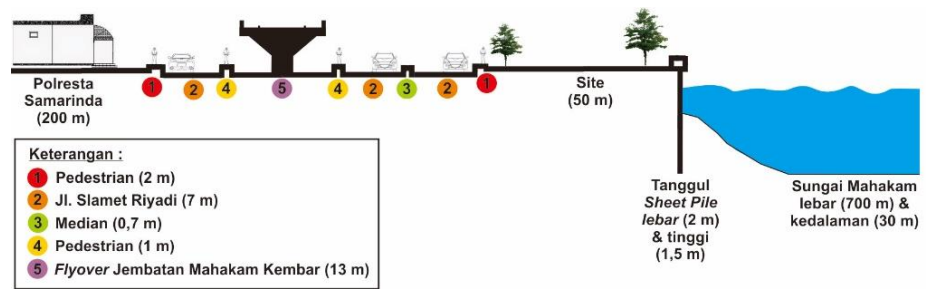 Polresta
Samarinda
(200 m)
1
2
4
5
4
2
3
2
1
Site
(50 m)
Keterangan :
1 Pedestrian (2 m)
2 Jl. Slamet Riyadi (7 m)
3 Median (0,7 m)
4 Pedestrian (1 m)
5 Flyover Jembatan Mahakam Kembar (13 m)
Tanggul
Sheet Pile
lebar (2 m)
& tinggi
(1,5 m)
Sungai Mahakam
lebar (700 m) &
kedalaman (30 m)